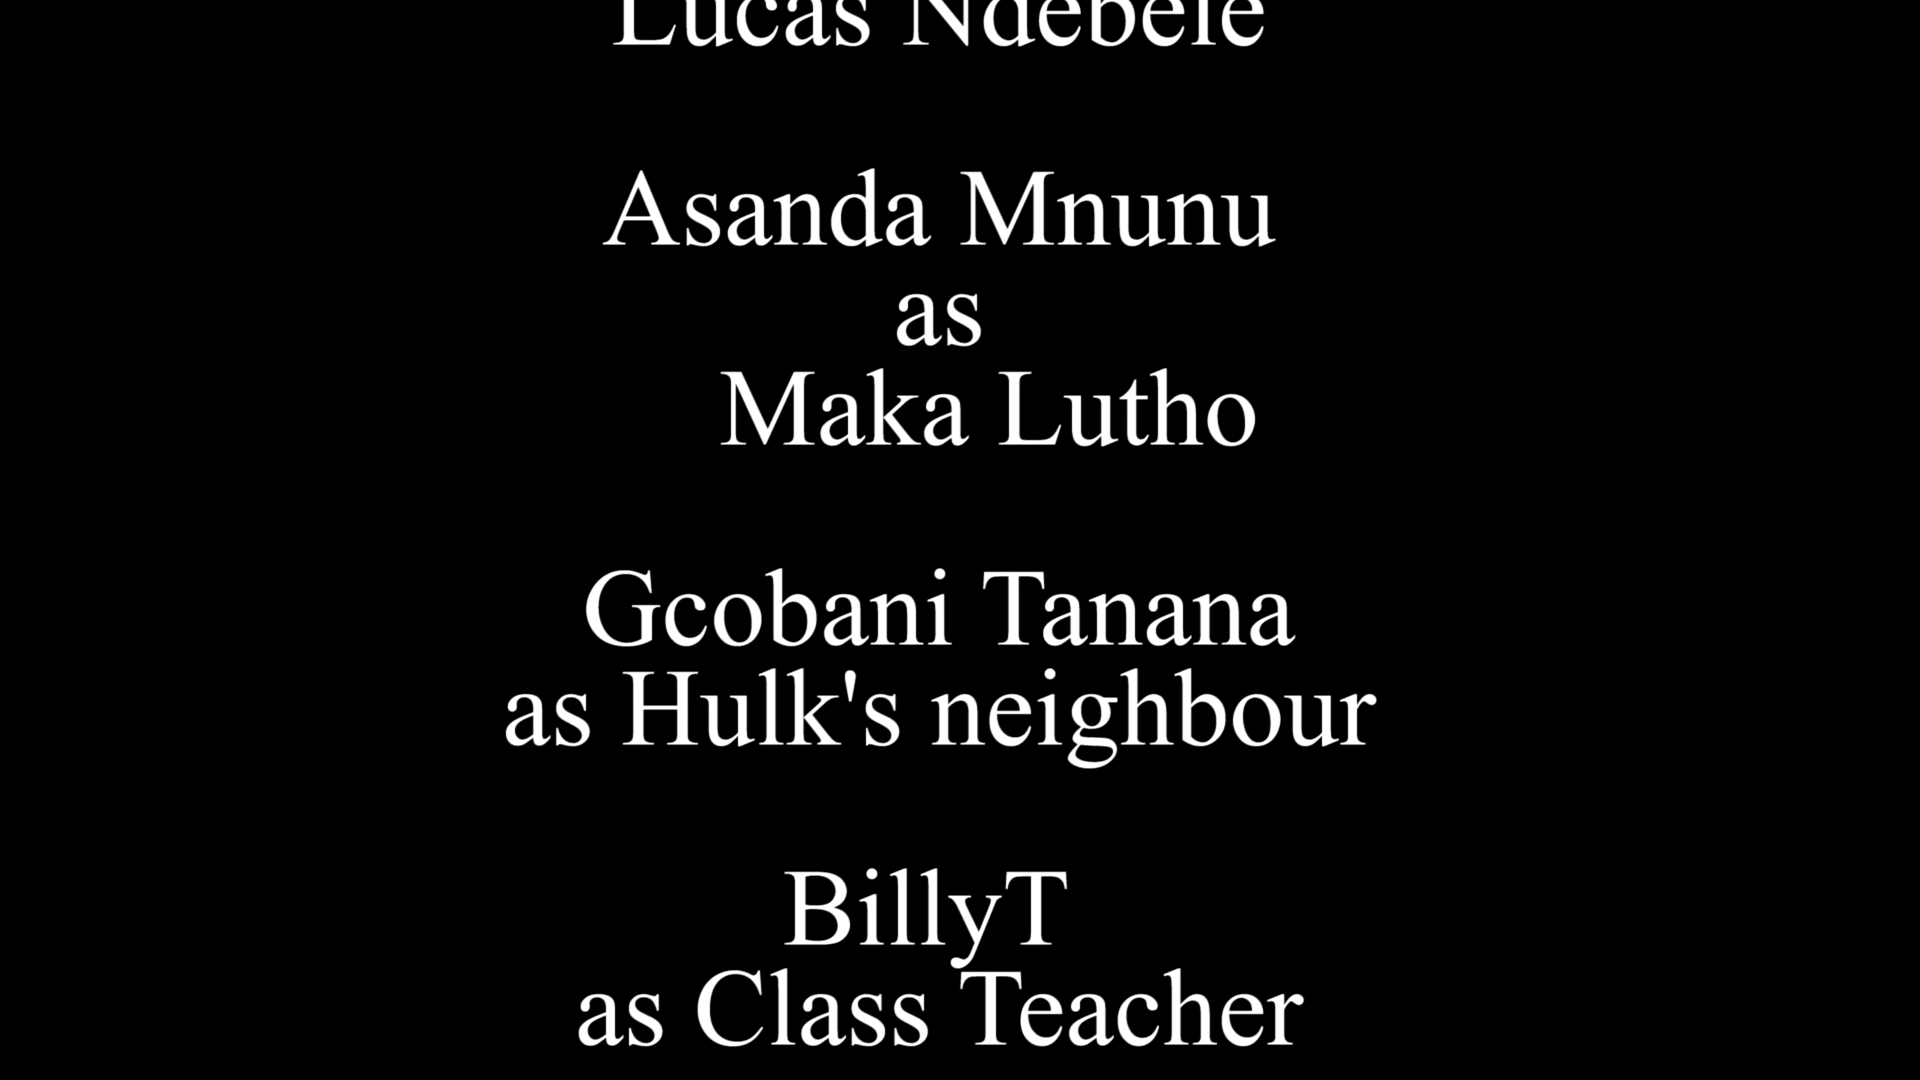 Lucas Ndebele
Asanda Mnunu
as
Maka Lutho
Gcobani Tanana
as Hulk's neighbour
BillyT
as Class Teacher